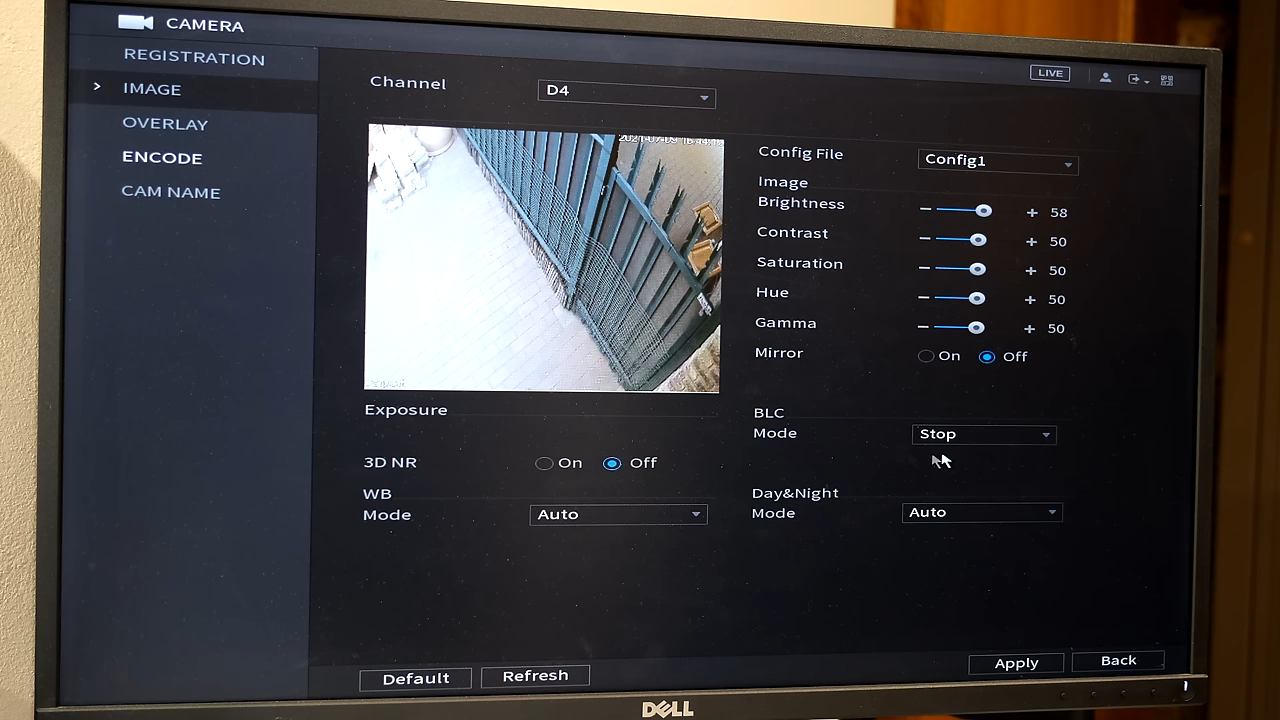 CAMERA
REGISTRATION
IMAGE
OVERLAY
ENCODE
CAM NAME
LIVE
Channel D4
Config File Config1
Image
Brightness 58
Contrast 50
Saturation 50
Hue 50
Gamma 50
Mirror On Off
Exposure
3D NR On Off
WB
Mode Auto
BLC
Mode Stop
Day&Night
Mode Auto
Default Refresh Apply Back
DELL